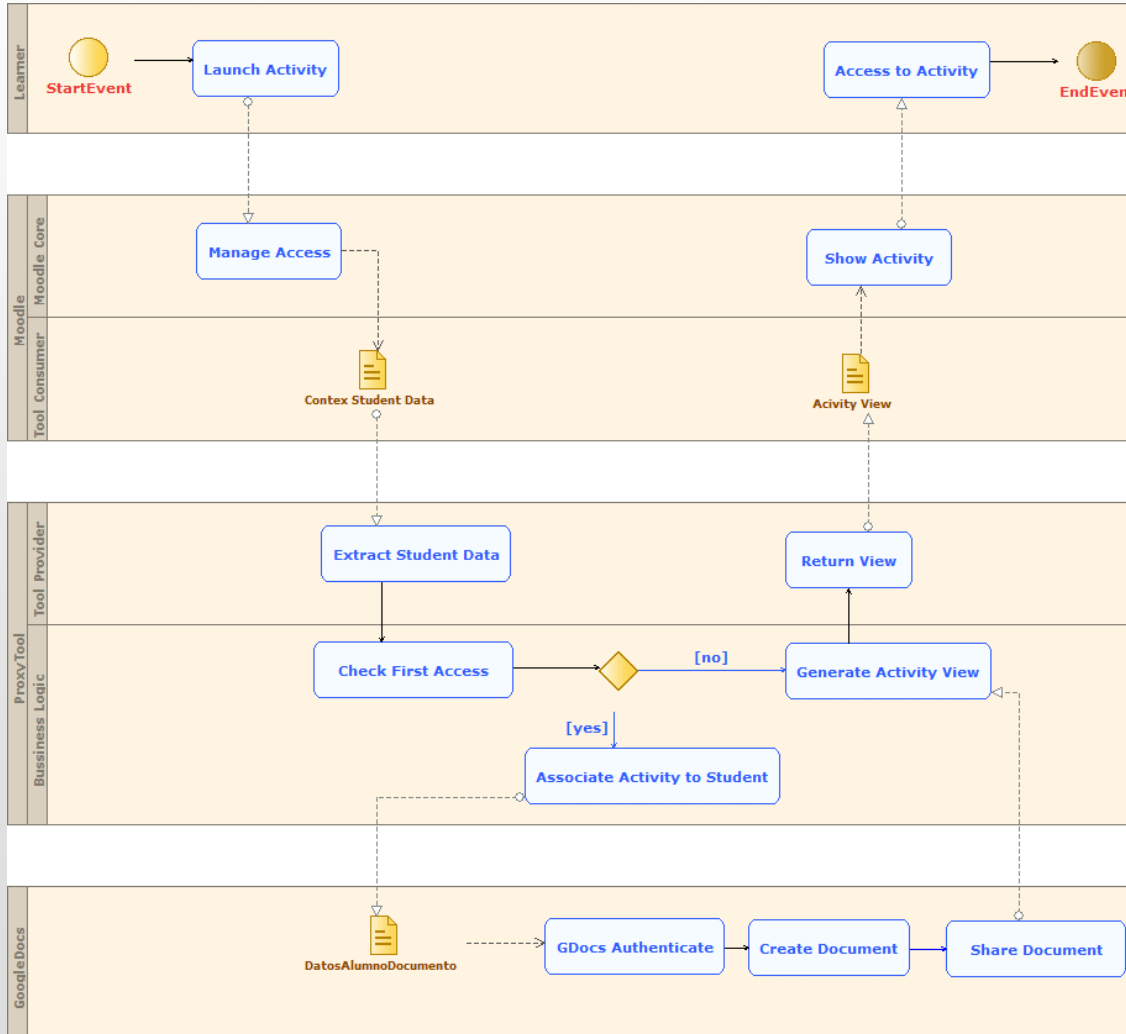 Learner
StartEvent
Launch Activity
Access to Activity
EndEvent
Moodle
Moodle Core
Manage Access
Show Activity
Tool Consumer
Contex Student Data
Acivity View
ProxyTool
Tool Provider
Extract Student Data
Return View
Bussiness Logic
Check First Access
[no]
Generate Activity View
[yes]
Associate Activity to Student
GoogleDocs
DatosAlumnoDocumento
GDocs Authenticate
Create Document
Share Document